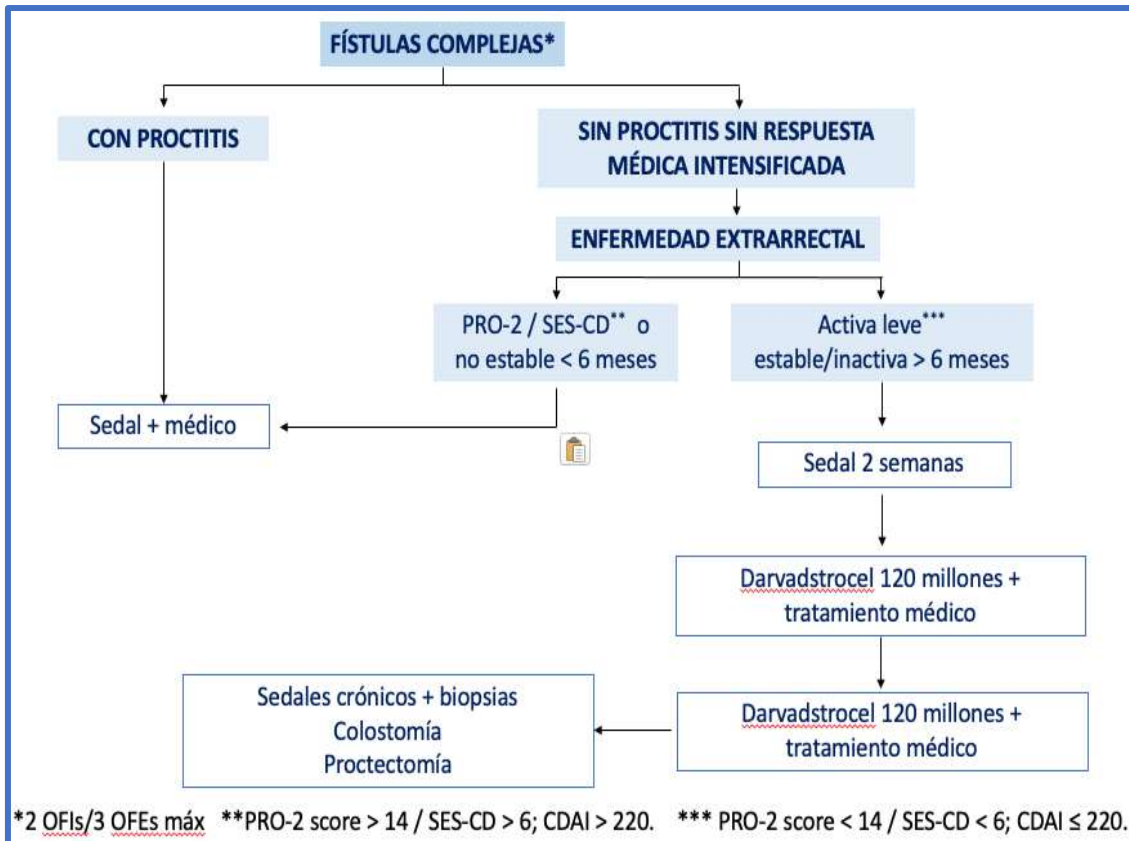 FÍSTULAS COMPLEJAS*
CON PROCTITIS
SIN PROCTITIS SIN RESPUESTA
MÉDICA INTENSIFICADA
ENFERMEDAD EXTRARRECTAL
PRO-2 / SES-CD** o
no estable < 6 meses
Activa leve***
estable/inactiva > 6 meses
Sedal + médico
Sedal 2 semanas
Darvadstrocel 120 millones +
tratamiento médico
Sedales crónicos + biopsias
Colostomía
Proctectomía
Darvadstrocel 120 millones +
tratamiento médico
*2 OFIs/3 OFEs máx **PRO-2 score > 14 / SES-CD > 6; CDAI > 220. *** PRO-2 score < 14 / SES-CD < 6; CDAI ≤ 220.